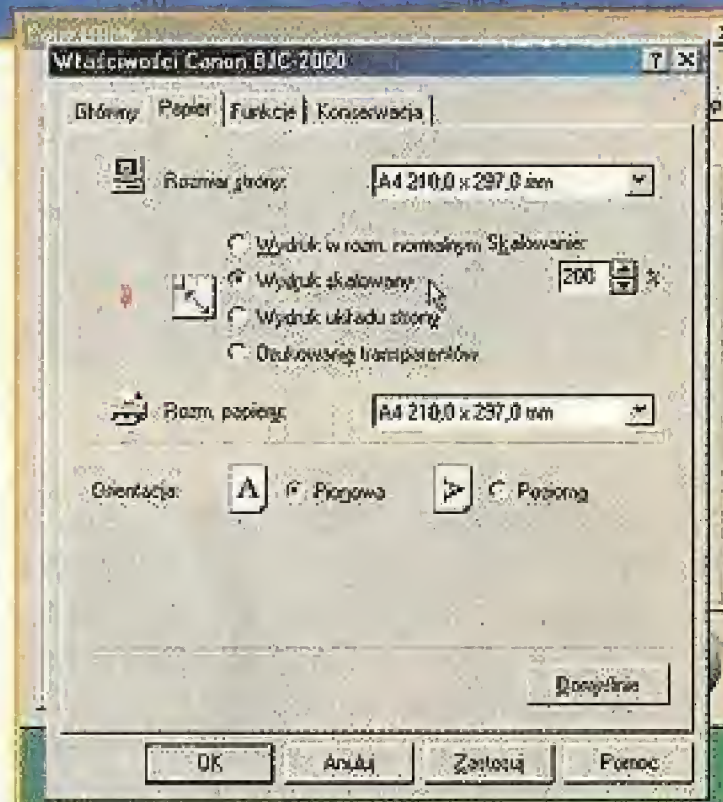 Właściwości Canon BJC-2000
Główny Papier Funkcje Konserwacja
Rozmiar strony: A4 210,0 x 297,0 mm
Wydruk w rozm. normalnym Skalowanie:
Wydruk skalowany 200 %
Wydruk układu strony
Drukowanie transparentów
Rozm. papieru: A4 210,0 x 297,0 mm
Orientacja: A Pionowa A Pozioma
Domyślnie
OK Anuluj Zastosuj Pomoc